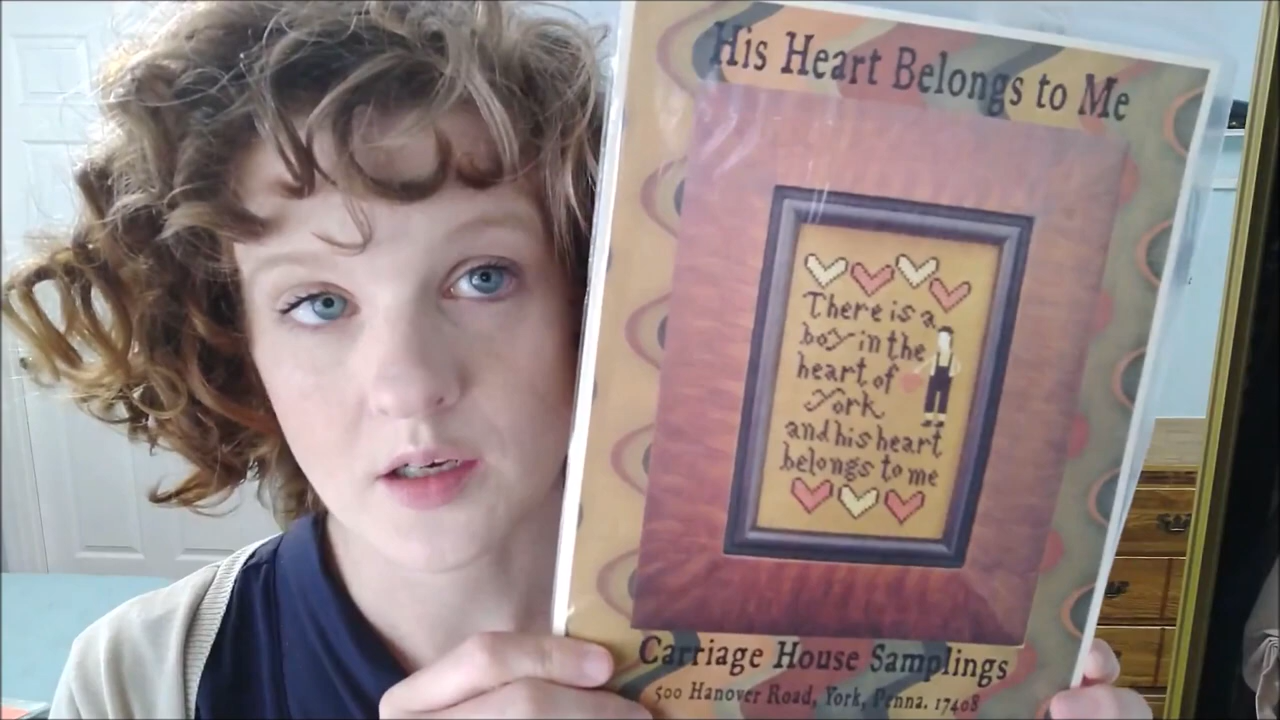 His Heart Belongs to Me
There is a
boy in the
heart of
York
and his heart
belongs to me
Carriage House Samplings
500 Hanover Road, York, Penna. 17408